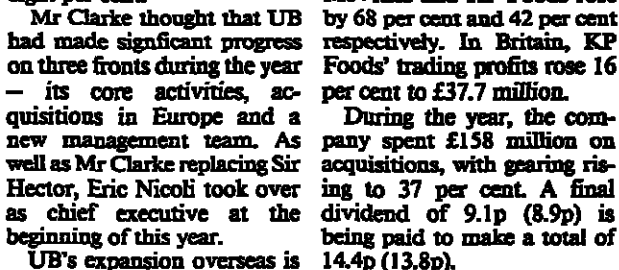 Mr Clarke thought that UB
had made signficant progress
on three fronts during the year
— its core activities, ac-
quisitions in Europe and a
new management team. As
well as Mr Clarke replacing Sir
Hector, Eric Nicoli took over
as chief executive at the
beginning of this year.
UB's expansion overseas is
by 68 per cent and 42 per cent
respectively. In Britain, KP
Foods' trading profits rose 16
per cent to £37.7 million.
During the year, the com-
pany spent £158 million on
acquisitions, with gearing ris-
ing to 37 per cent. A final
dividend of 9.1p (8.9p) is
being paid to make a total of
14.4p (13.8p).